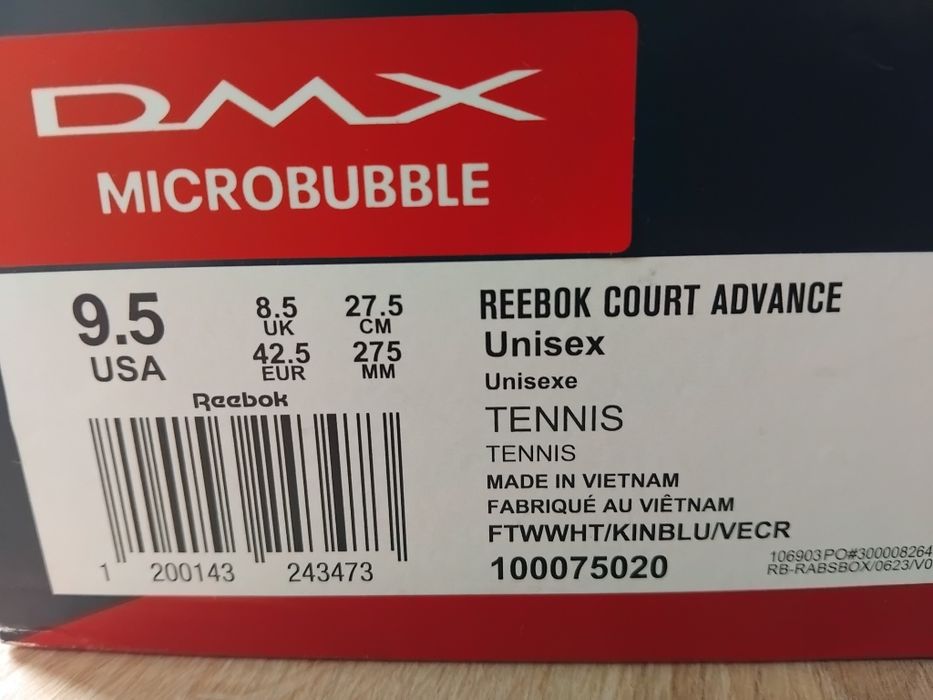 DMX
MICROBUBBLE
9.5
USA
8.5
UK
27.5
CM
42.5
EUR
275
MM
Reebok
1 200143 243473
REEBOK COURT ADVANCE
Unisex
Unisexe
TENNIS
TENNIS
MADE IN VIETNAM
FABRIQUÉ AU VIÊTNAM
FTWWHT/KINBLU/VECR
100075020
106903PO#300008264
RB-RABSBOX/0623/V0